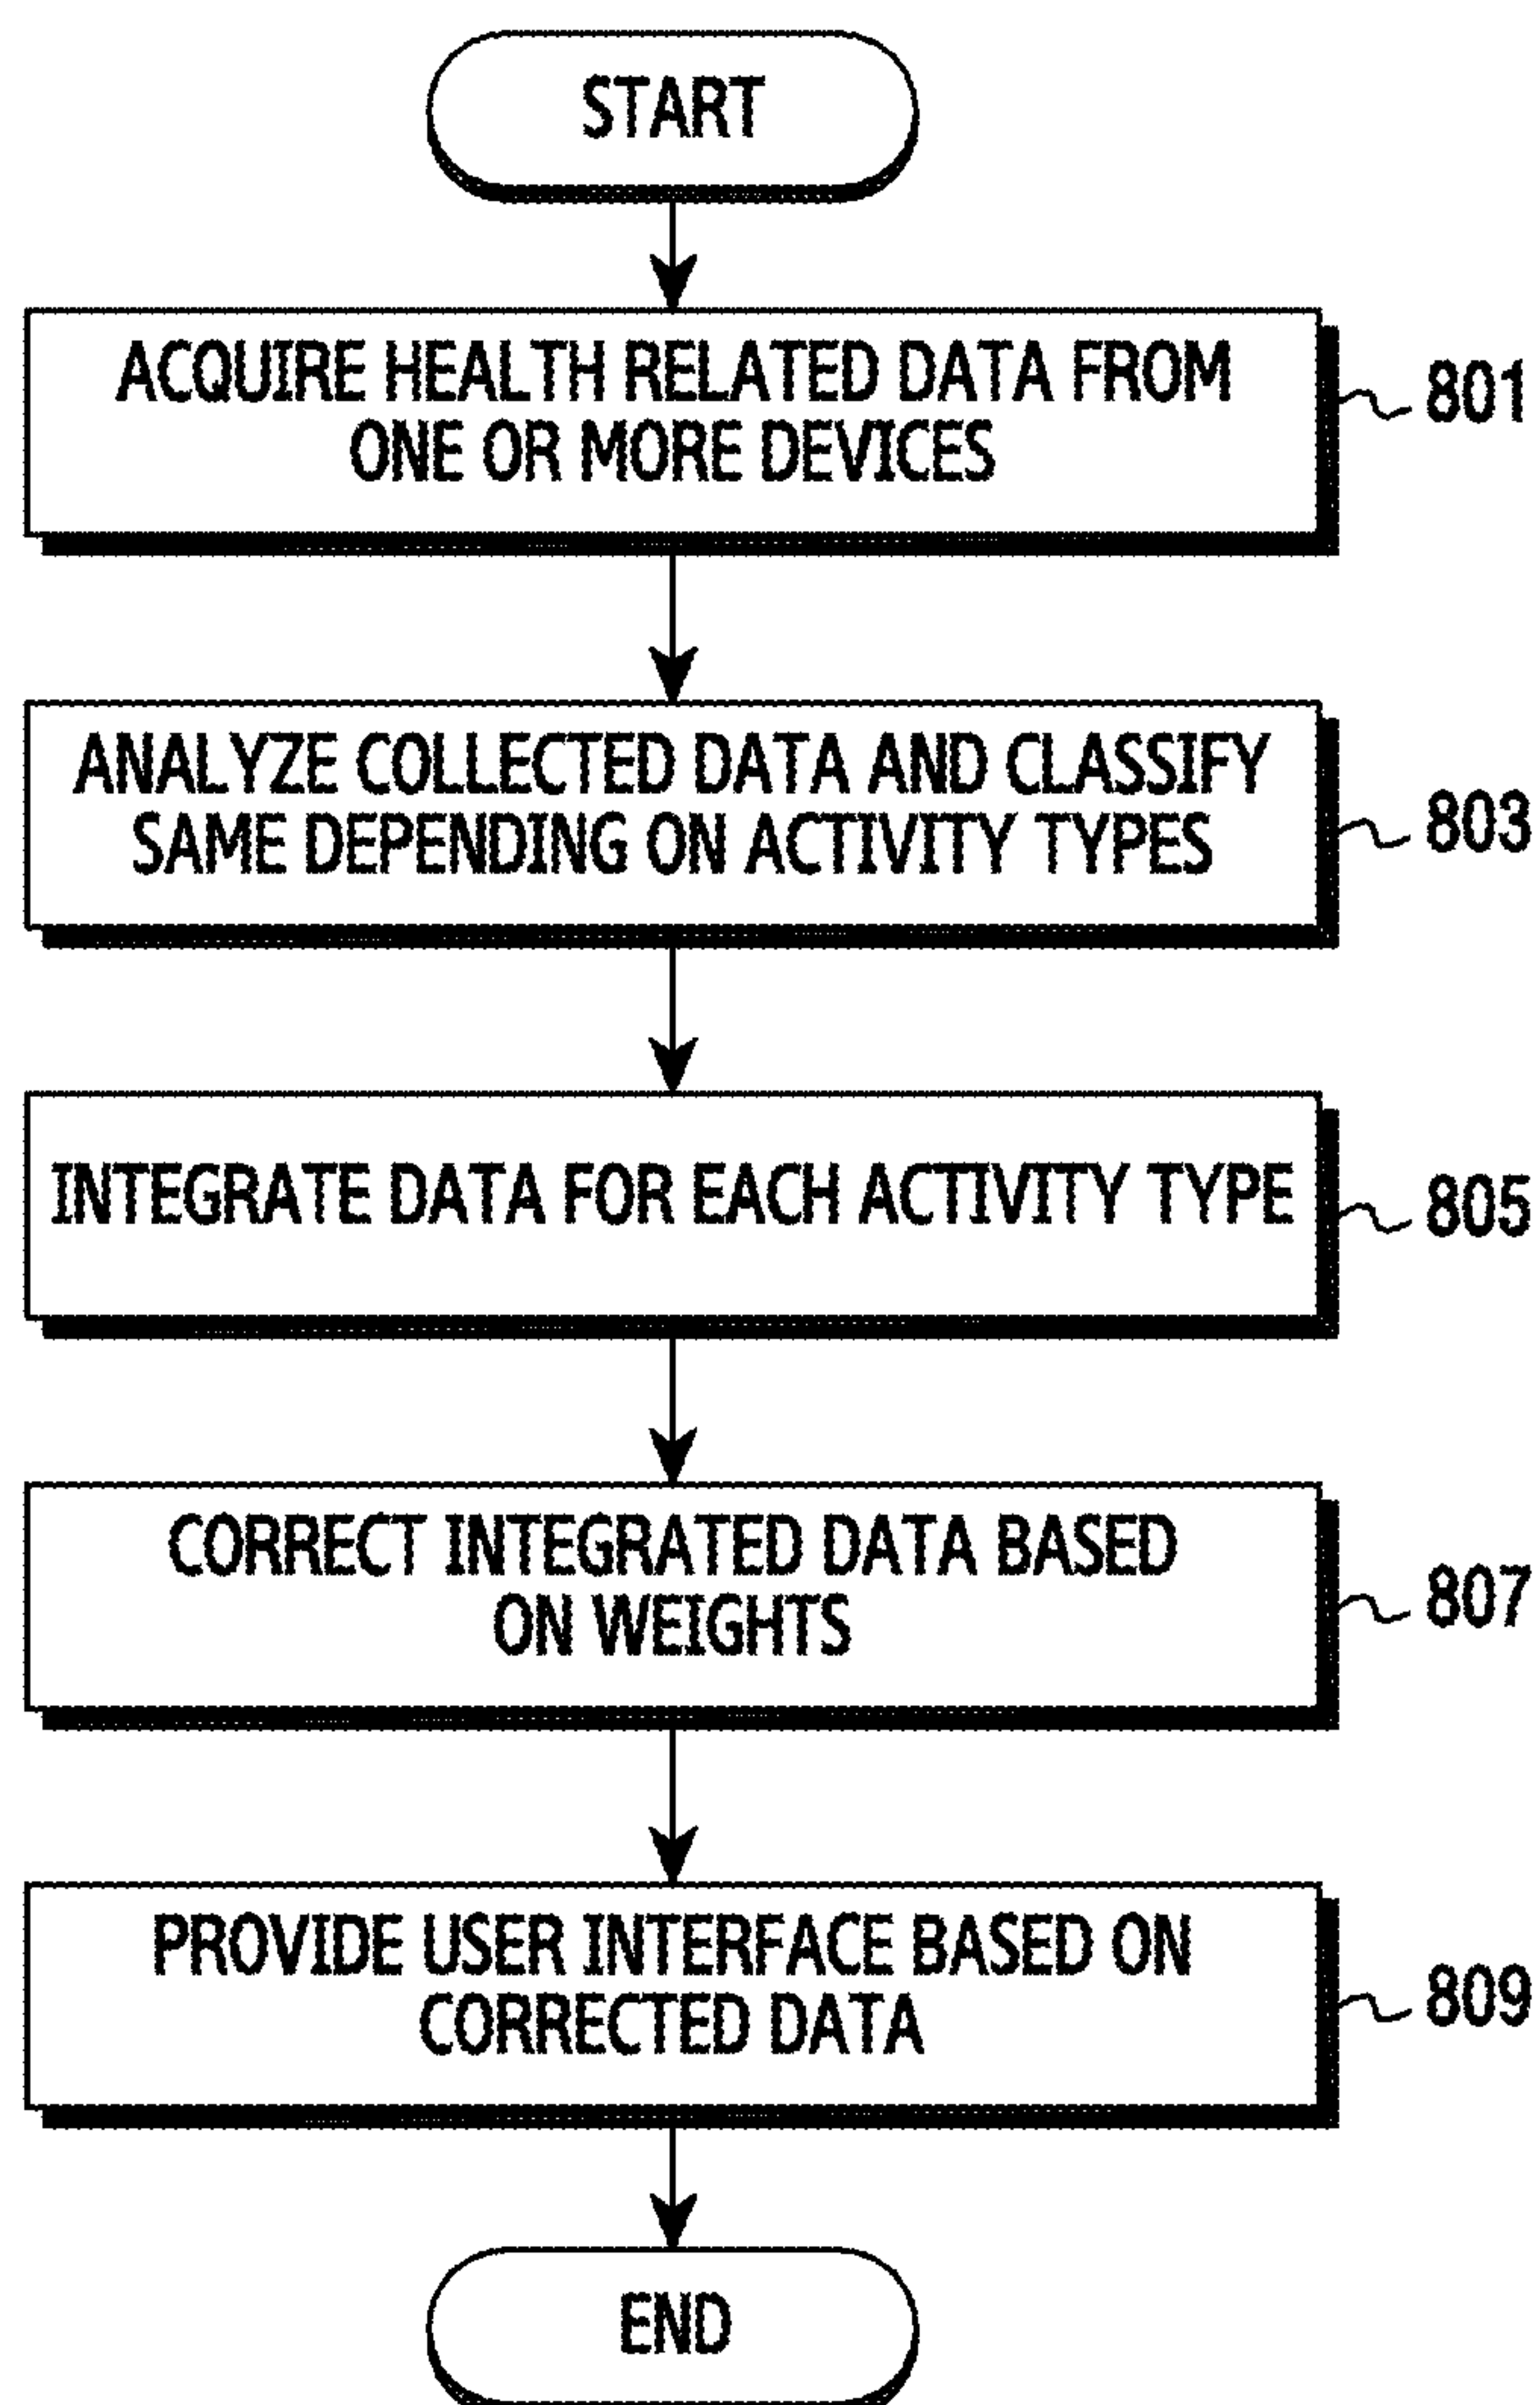 START
ACQUIRE HEALTH RELATED DATA FROM
ONE OR MORE DEVICES
801
ANALYZE COLLECTED DATA AND CLASSIFY
SAME DEPENDING ON ACTIVITY TYPES
803
INTEGRATE DATA FOR EACH ACTIVITY TYPE
805
CORRECT INTEGRATED DATA BASED
ON WEIGHTS
807
PROVIDE USER INTERFACE BASED ON
CORRECTED DATA
809
END